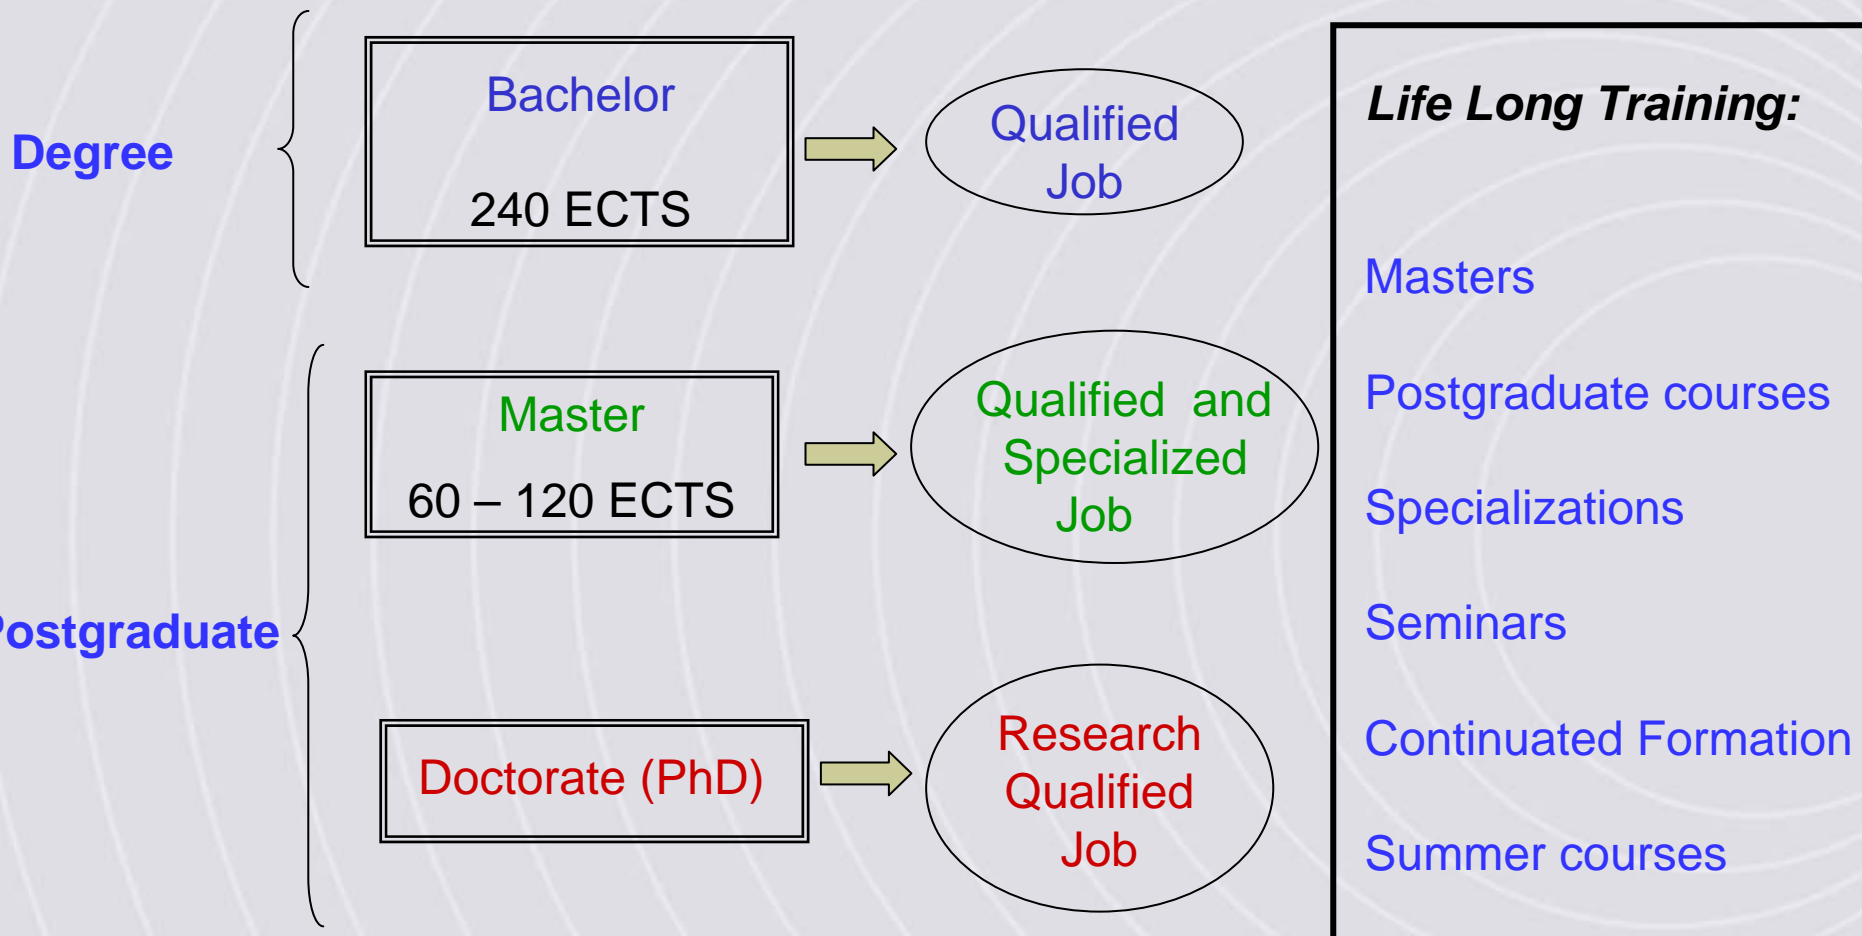 Degree
Bachelor
240 ECTS
Qualified
Job
Postgraduate
Master
60 – 120 ECTS
Qualified and
Specialized
Job
Doctorate (PhD)
Research
Qualified
Job
Life Long Training:
Masters
Postgraduate courses
Specializations
Seminars
Continuated Formation
Summer courses